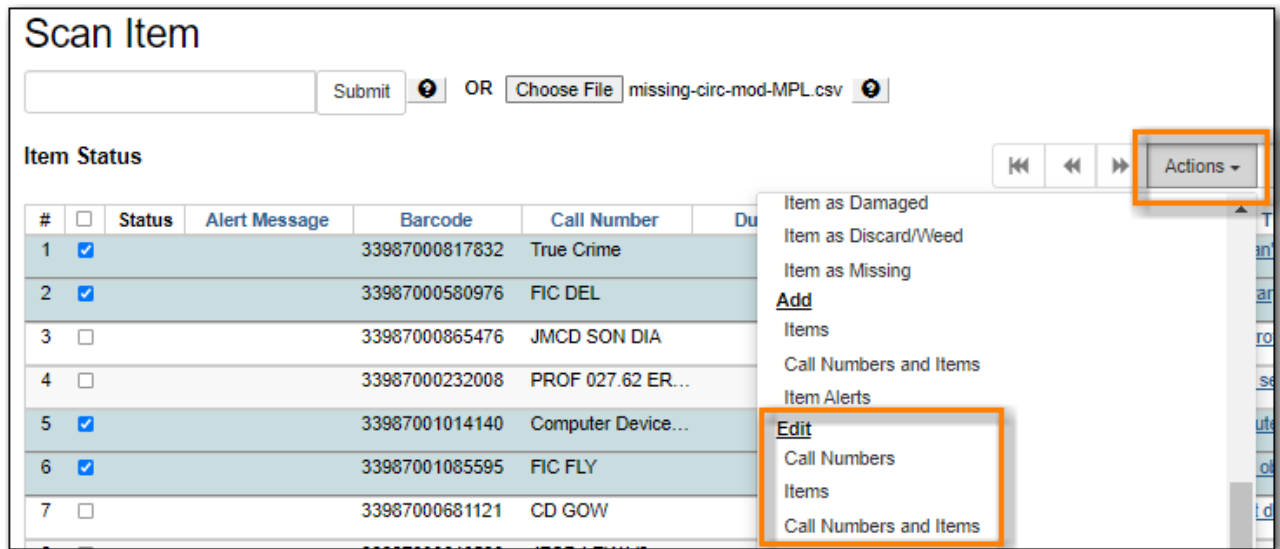 Scan Item
Submit OR Choose File missing-circ-mod-MPL.csv
Item Status
Actions
# Status Alert Message Barcode Call Number
1 33987000817832 True Crime
2 33987000580976 FIC DEL
3 33987000865476 JMCD SON DIA
4 33987000232008 PROF 027.62 ER...
5 33987001014140 Computer Device...
6 33987001085595 FIC FLY
7 33987000681121 CD GOW
Item as Damaged
Item as Discard/Weed
Item as Missing
Add
Items
Call Numbers and Items
Item Alerts
Edit
Call Numbers
Items
Call Numbers and Items